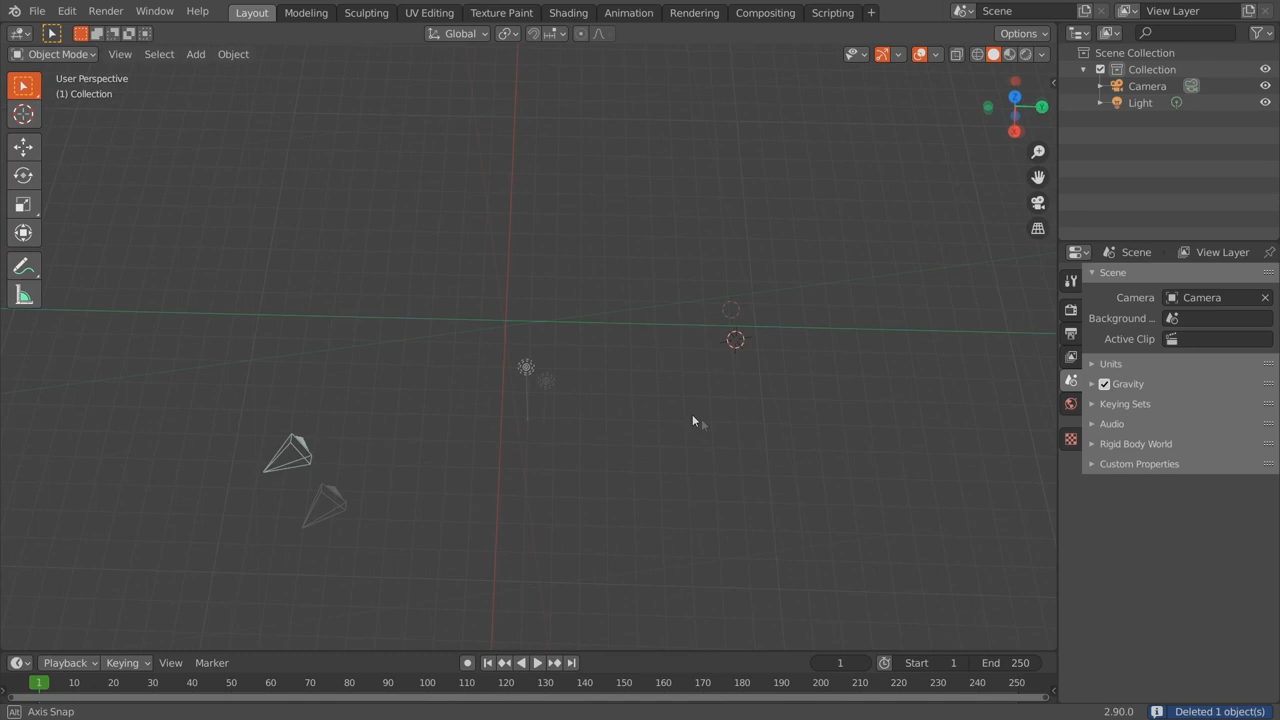 File Edit Render Window Help Layout Modeling Sculpting UV Editing Texture Paint Shading Animation Rendering Compositing Scripting + Scene View Layer
Global Options
Object Mode View Select Add Object
User Perspective
(1) Collection
Z
Y
X
Scene Collection
Collection
Camera
Light
Scene View Layer
Scene
Camera Camera
Background ...
Active Clip
Units
Gravity
Keying Sets
Audio
Rigid Body World
Custom Properties
Playback Keying View Marker 1 Start 1 End 250
1 10 20 30 40 50 60 70 80 90 100 110 120 130 140 150 160 170 180 190 200 210 220 230 240 250
Alt Axis Snap 2.90.0 Deleted 1 object(s)